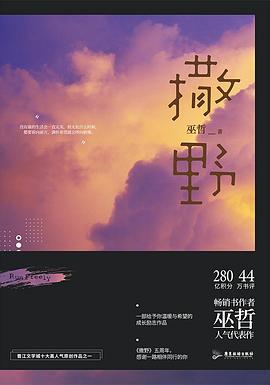 撒野
巫哲 著
Run Freely
280 44
亿积分 万书评
畅销书作者
巫哲
人气代表作
一部给予你温暖与希望的
成长励志作品
《撒野》五周年,
感谢一路相伴同行的你
晋江文学城十大高人气原创作品之一